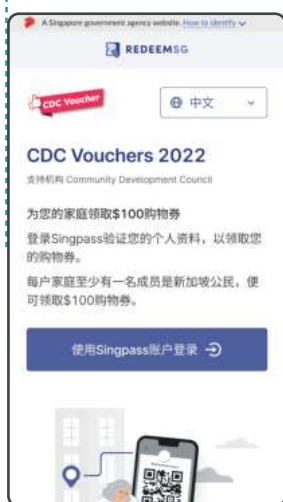 A Singapore government agency website. How to identify
REDEEMSG
CDC Voucher
中文
CDC Vouchers 2022
支持机构 Community Development Council
为您的家庭领取$100购物券
登录Singpass验证您的个人资料，以领取您
的购物券。
每户家庭至少有一名成员是新加坡公民，便
可领取$100购物券。
使用Singpass账户登录